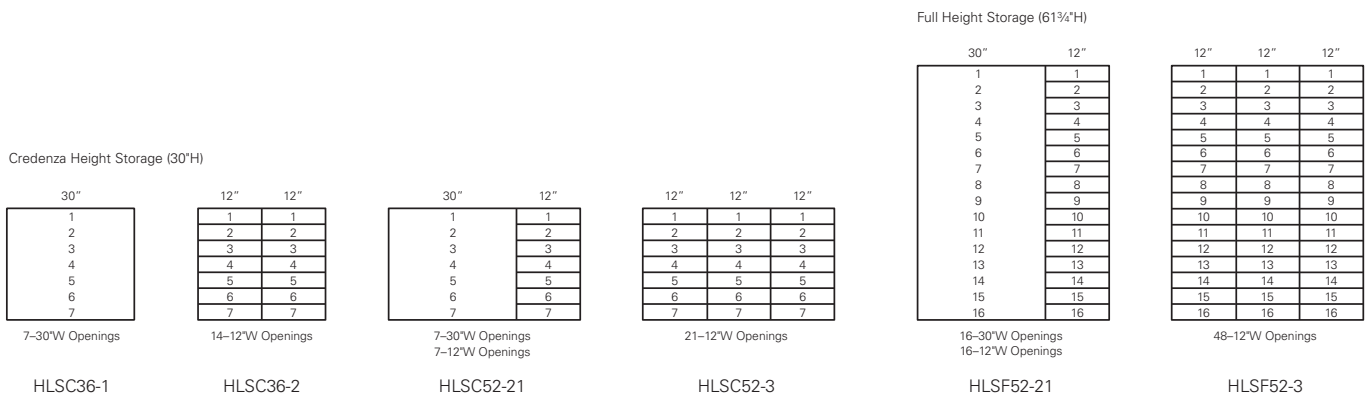 Full Height Storage (61¾"H)
30" 12" 12" 12" 12"
1 1 1 1 1
2 2 2 2 2
3 3 3 3 3
4 4 4 4 4
5 5 5 5 5
6 6 6 6 6
7 7 7 7 7
8 8 8 8 8
9 9 9 9 9
10 10 10 10 10
11 11 11 11 11
12 12 12 12 12
13 13 13 13 13
14 14 14 14 14
15 15 15 15 15
16 16 16 16 16
16–30"W Openings
16–12"W Openings
48–12"W Openings
HLSF52-21
HLSF52-3
Credenza Height Storage (30"H)
30" 12" 12" 30" 12" 12" 12" 12"
1 1 1 1 1 1 1 1
2 2 2 2 2 2 2 2
3 3 3 3 3 3 3 3
4 4 4 4 4 4 4 4
5 5 5 5 5 5 5 5
6 6 6 6 6 6 6 6
7 7 7 7 7 7 7 7
7–30"W Openings
14–12"W Openings
7–30"W Openings
7–12"W Openings
21–12"W Openings
HLSC36-1
HLSC36-2
HLSC52-21
HLSC52-3